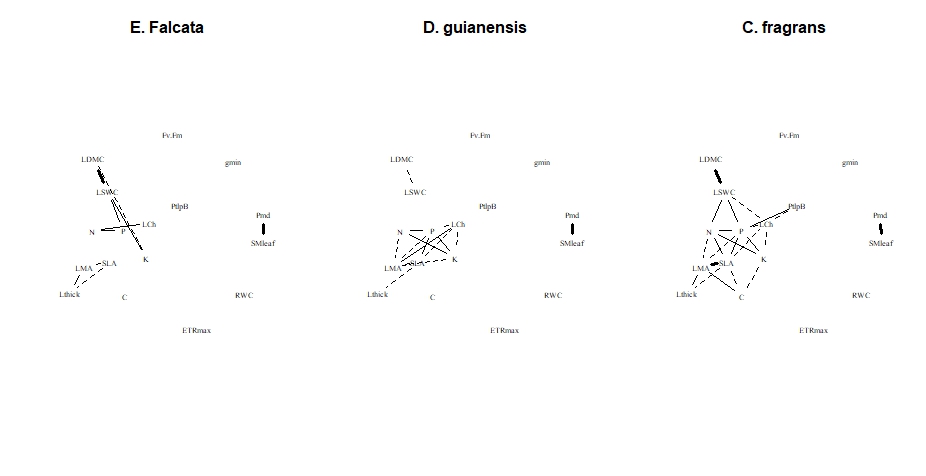 E. Falcata
D. guianensis
C. fragrans
Fv.Fm
LDMC
gmin
LSWC
PtlpB
Pmd
LCh
N
P
SMleaf
K
SLA
LMA
Lthick
C
RWC
ETRmax
Fv.Fm
LDMC
gmin
LSWC
PtlpB
Pmd
LCh
N
P
SMleaf
K
SLA
LMA
Lthick
C
RWC
ETRmax
Fv.Fm
LDMC
gmin
LSWC
PtlpB
Pmd
LCh
N
P
SMleaf
K
SLA
LMA
Lthick
C
RWC
ETRmax